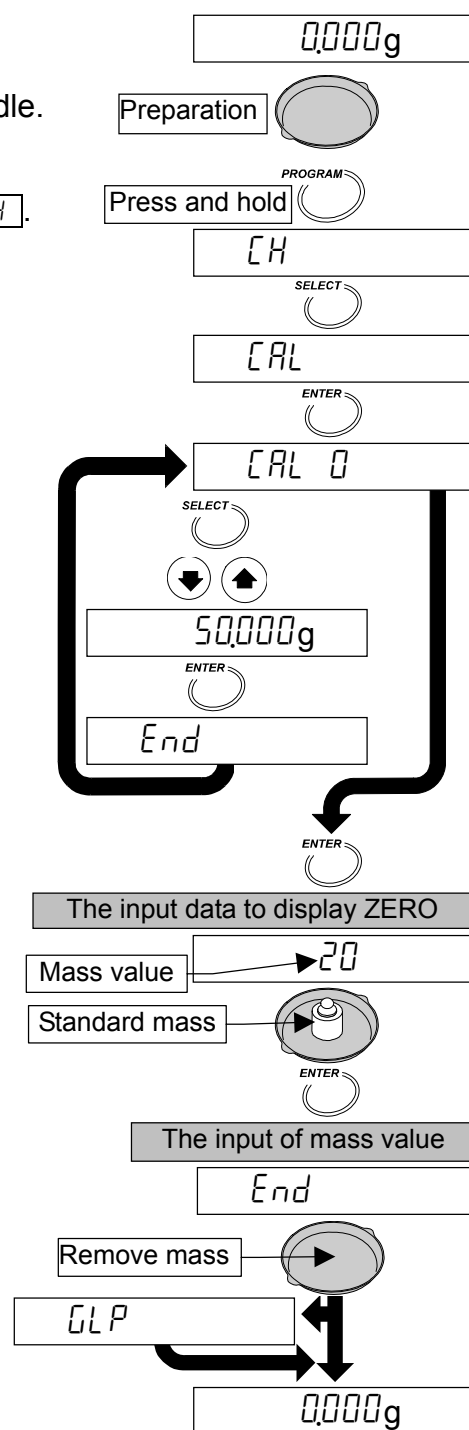 0.000g
dle.
Preparation
PROGRAM
Press and hold
CH
SELECT
CAL
ENTER
CAL 0
SELECT
50.000g
ENTER
End
ENTER
The input data to display ZERO
20
Mass value
Standard mass
ENTER
The input of mass value
End
Remove mass
GLP
0.000g